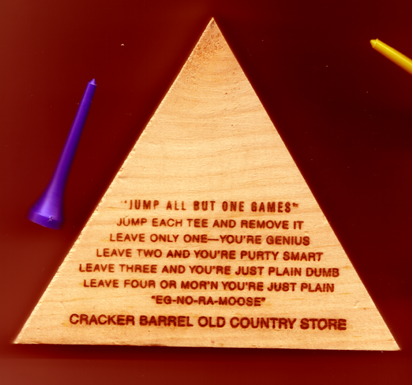 "JUMP ALL BUT ONE GAMES"
JUMP EACH TEE AND REMOVE IT
LEAVE ONLY ONE—YOU'RE GENIUS
LEAVE TWO AND YOU'RE PURTY SMART
LEAVE THREE AND YOU'RE JUST PLAIN DUMB
LEAVE FOUR OR MOR'N YOU'RE JUST PLAIN
"EG-NO-RA-MOOSE"
CRACKER BARREL OLD COUNTRY STORE